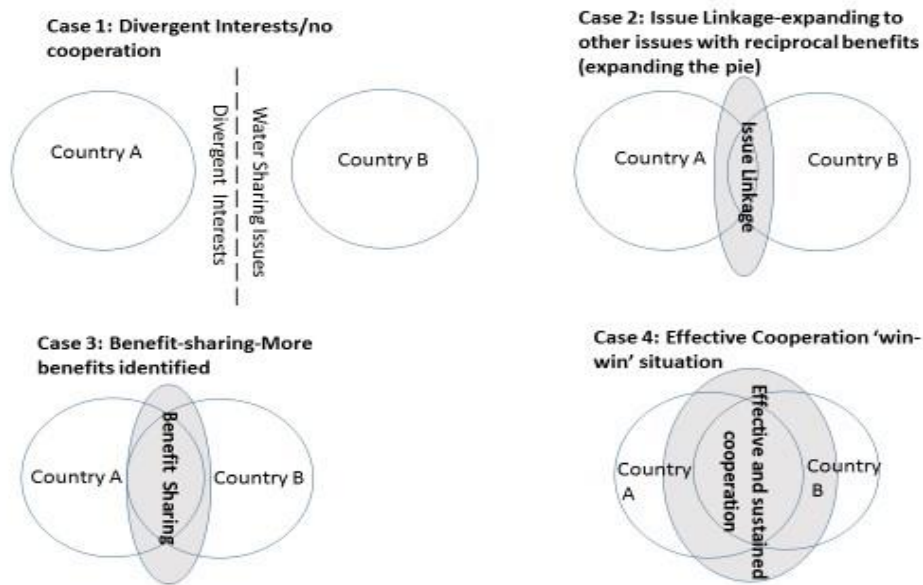 Case 1: Divergent Interests/no
cooperation
Country A
Divergent Interests
Water Sharing Issues
Country B
Case 2: Issue Linkage-expanding to
other issues with reciprocal benefits
(expanding the pie)
Country A
Issue Linkage
Country B
Case 3: Benefit-sharing-More
benefits identified
Country A
Benefit Sharing
Country B
Case 4: Effective Cooperation ‘win-
win’ situation
Country
A
Effective and sustained
cooperation
Country
B